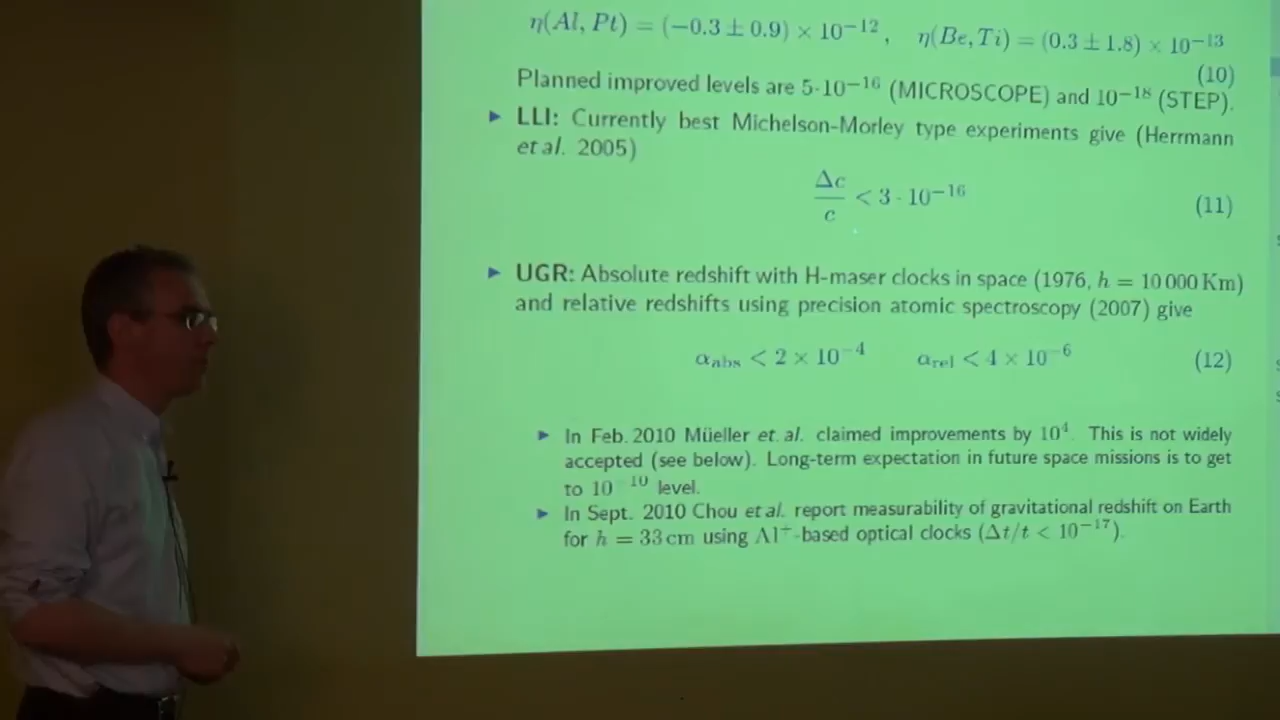 η(Al, Pt) = (−0.3 ± 0.9) × 10−12 , η(Be, Ti) = (0.3 ± 1.8) × 10−13
(10)
Planned improved levels are 5·10−16 (MICROSCOPE) and 10−18 (STEP).
► LLI: Currently best Michelson-Morley type experiments give (Herrmann
et al. 2005)
Δc
c < 3 · 10−16 (11)
► UGR: Absolute redshift with H-maser clocks in space (1976, h = 10 000 Km)
and relative redshifts using precision atomic spectroscopy (2007) give
αabs < 2 × 10−4 αrel < 4 × 10−6 (12)
► In Feb. 2010 Müeller et. al. claimed improvements by 104. This is not widely
accepted (see below). Long-term expectation in future space missions is to get
to 10−10 level.
► In Sept. 2010 Chou et al. report measurability of gravitational redshift on Earth
for h = 33 cm using Al+-based optical clocks (Δt/t < 10−17).